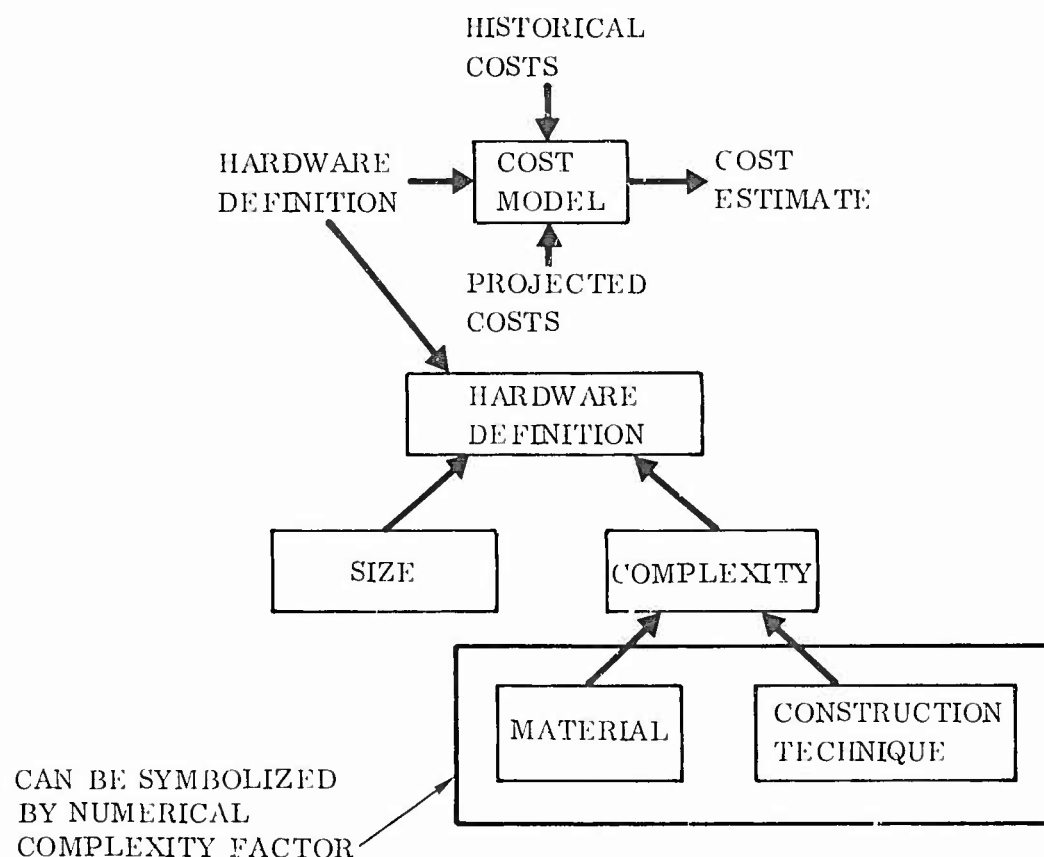 HISTORICAL
COSTS
HARDWARE
DEFINITION
COST
MODEL
COST
ESTIMATE
PROJECTED
COSTS
HARDWARE
DEFINITION
SIZE
COMPLEXITY
MATERIAL
CONSTRUCTION
TECHNIQUE
CAN BE SYMBOLIZED
BY NUMERICAL
COMPLEXITY FACTOR